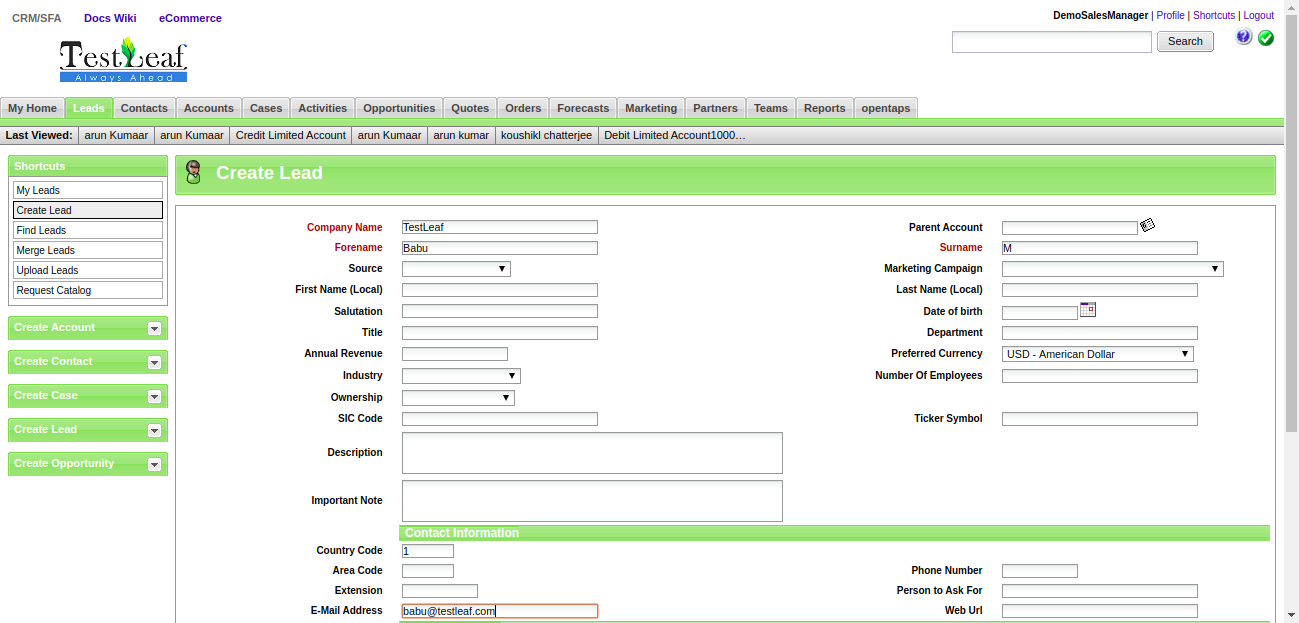 CRM/SFA Docs Wiki eCommerce
DemoSalesManager | Profile | Shortcuts | Logout
Search
TestLeaf
Always Ahead
My Home Leads Contacts Accounts Cases Activities Opportunities Quotes Orders Forecasts Marketing Partners Teams Reports opentaps
Last Viewed: arun Kumaar arun Kumaar Credit Limited Account arun Kumaar arun kumar koushikl chatterjee Debit Limited Account1000…
Shortcuts
My Leads
Create Lead
Find Leads
Merge Leads
Upload Leads
Request Catalog
Create Account
Create Contact
Create Case
Create Lead
Create Opportunity
Create Lead
Company Name TestLeaf Parent Account
Forename Babu Surname M
Source Marketing Campaign
First Name (Local) Last Name (Local)
Salutation Date of birth
Title Department
Annual Revenue Preferred Currency USD - American Dollar
Industry Number Of Employees
Ownership
SIC Code Ticker Symbol
Description
Important Note
Contact Information
Country Code 1
Area Code Phone Number
Extension Person to Ask For
E-Mail Address babu@testleaf.com Web Url